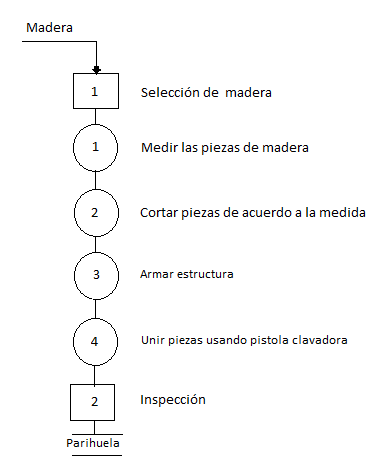 Madera
1 Selección de madera
1 Medir las piezas de madera
2 Cortar piezas de acuerdo a la medida
3 Armar estructura
4 Unir piezas usando pistola clavadora
2 Inspección
Parihuela